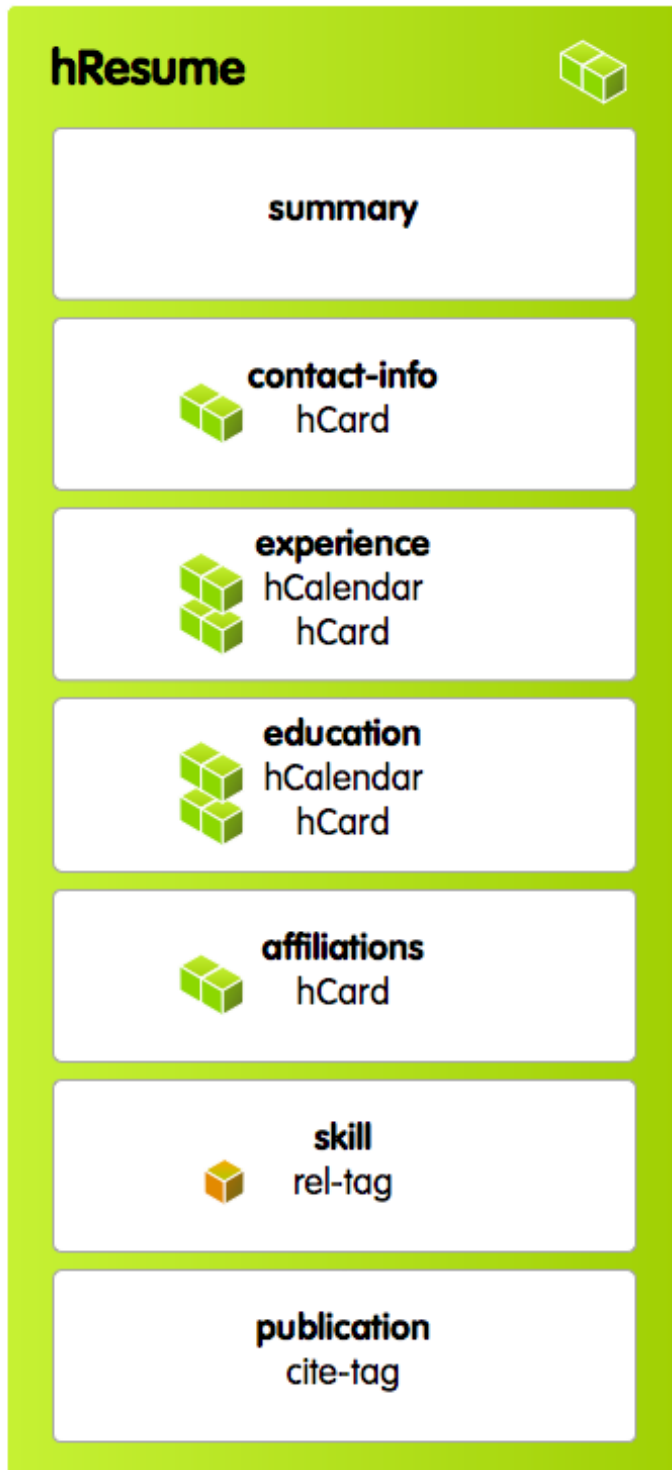 hResume
summary
contact-info
hCard
experience
hCalendar
hCard
education
hCalendar
hCard
affiliations
hCard
skill
rel-tag
publication
cite-tag